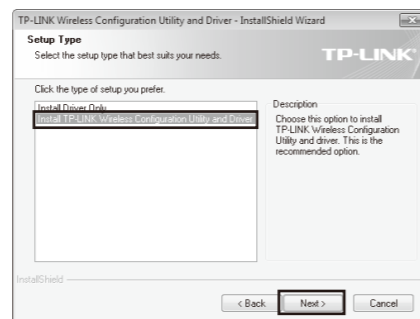 TP-LINK Wireless Configuration Utility and Driver - InstallShield Wizard
Setup Type
Select the setup type that best suits your needs.
TP-LINK
Click the type of setup you prefer.
Install Driver Only
Install TP-LINK Wireless Configuration Utility and Driver
Description
Choose this option to install
TP-LINK Wireless Configuration
Utility and driver. This is the
recommended option.
InstallShield
< Back
Next >
Cancel